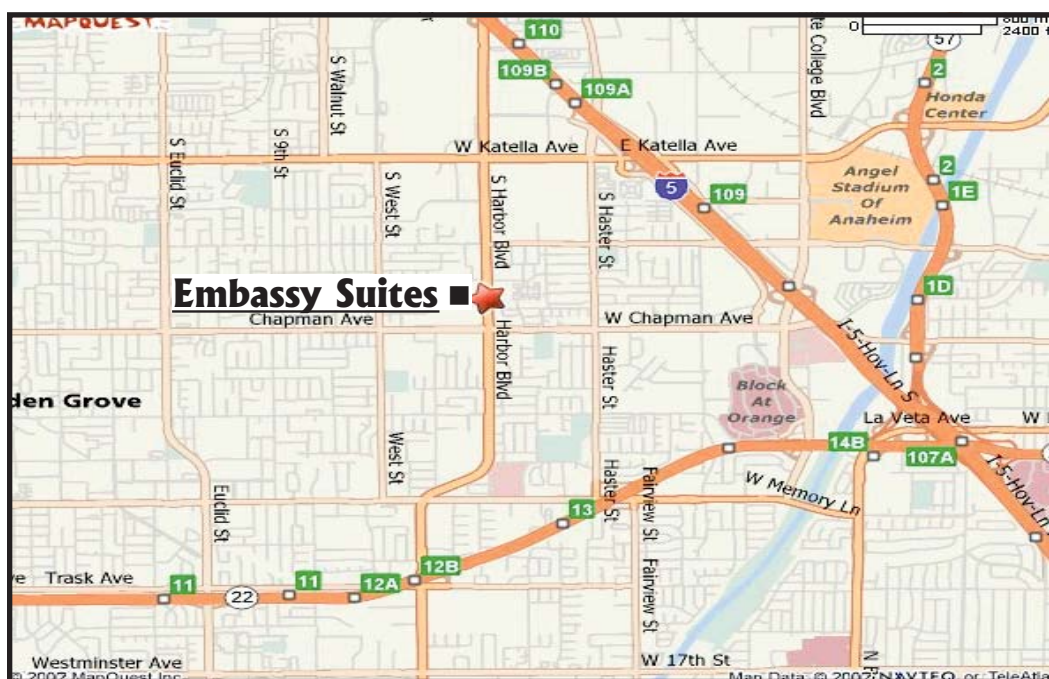 MAPQUEST
110
0
2400 f
57
109B
109A
2
S Walnut St
College Blvd
Honda
Center
W Katella Ave
E Katella Ave
S Euclid St
S 9th St
S West St
S Harbor Blvd
S Haster St
5
109
Angel
Stadium
Of
Anaheim
2
1E
Embassy Suites
1D
Chapman Ave
W Chapman Ave
Harbor Blvd
Haster St
I-5-Hov-Ln S
den Grove
Block
At
Orange
La Veta Ave
W
West St
14B
107A
I-5-Hov-Ln
W Memory Ln
Euclid St
Haster St
Fairview St
13
12B
Trask Ave
11
11
12A
22
Fairview St
Westminster Ave
W 17th St
© 2007 MapQuest Inc
Map Data © 2007 NAVTEQ or TeleAtla